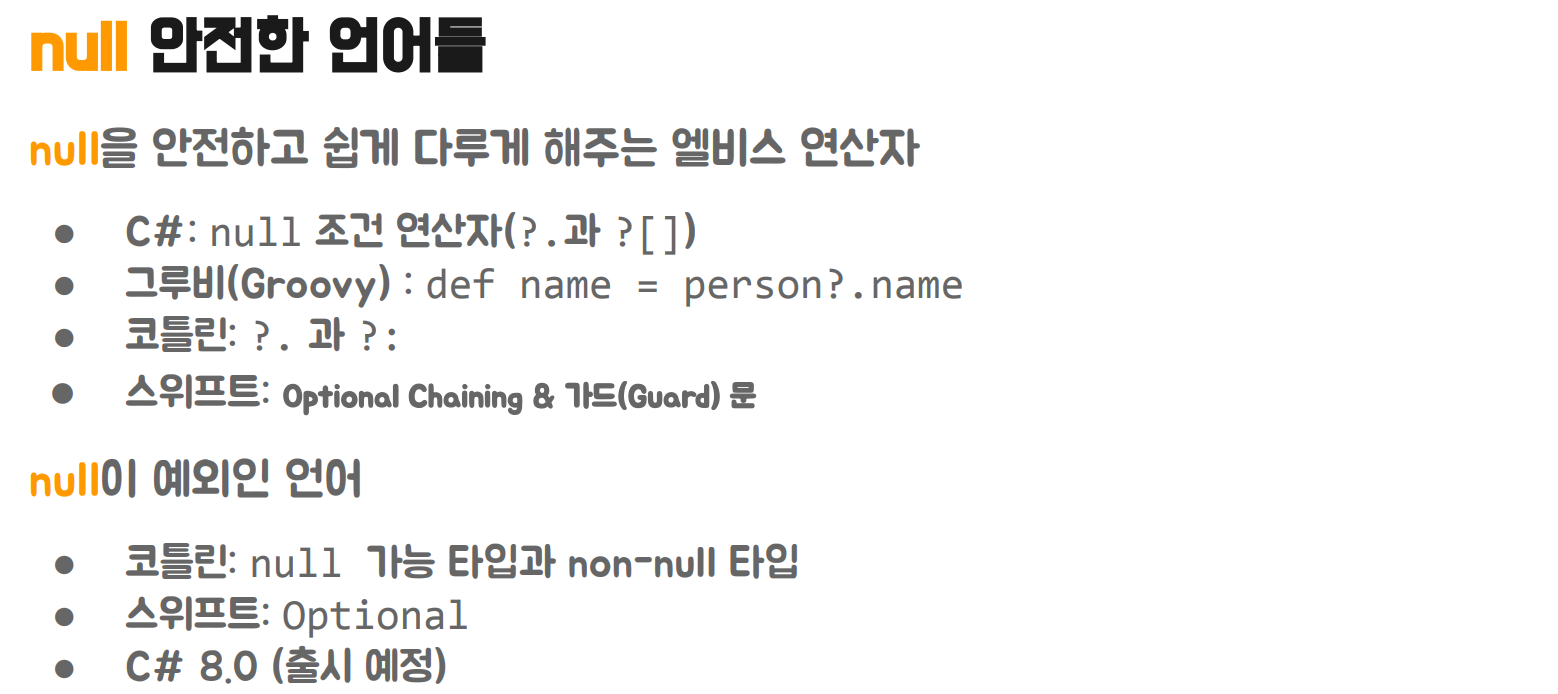 null 안전한 언어들
null을 안전하고 쉽게 다루게 해주는 엘비스 연산자
● C#: null 조건 연산자(?.과 ?[])
● 그루비(Groovy) : def name = person?.name
● 코틀린: ?. 과 ?:
● 스위프트: Optional Chaining & 가드(Guard) 문
null이 예외인 언어
● 코틀린: null 가능 타입과 non-null 타입
● 스위프트: Optional
● C# 8.0 (출시 예정)